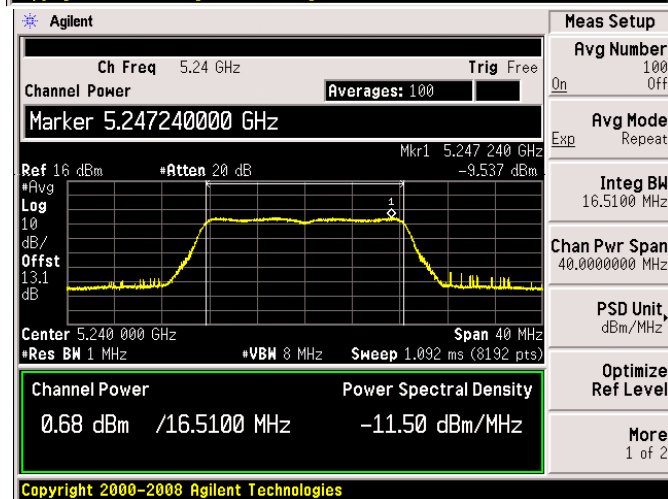 Agilent
Meas Setup
Ch Freq 5.24 GHz Trig Free
Channel Power Averages: 100
Marker 5.247240000 GHz
Mkr1 5.247 240 GHz
Ref 16 dBm #Atten 20 dB -9.537 dBm
#Avg
Log
10
dB/
Offst
13.1
dB
1
Center 5.240 000 GHz Span 40 MHz
#Res BW 1 MHz #VBW 8 MHz Sweep 1.092 ms (8192 pts)
Channel Power Power Spectral Density
0.68 dBm /16.5100 MHz -11.50 dBm/MHz
Avg Number
100
On Off
Avg Mode
Exp Repeat
Integ BW
16.5100 MHz
Chan Pwr Span
40.0000000 MHz
PSD Unit
dBm/MHz
Optimize
Ref Level
More
1 of 2
Copyright 2000-2008 Agilent Technologies